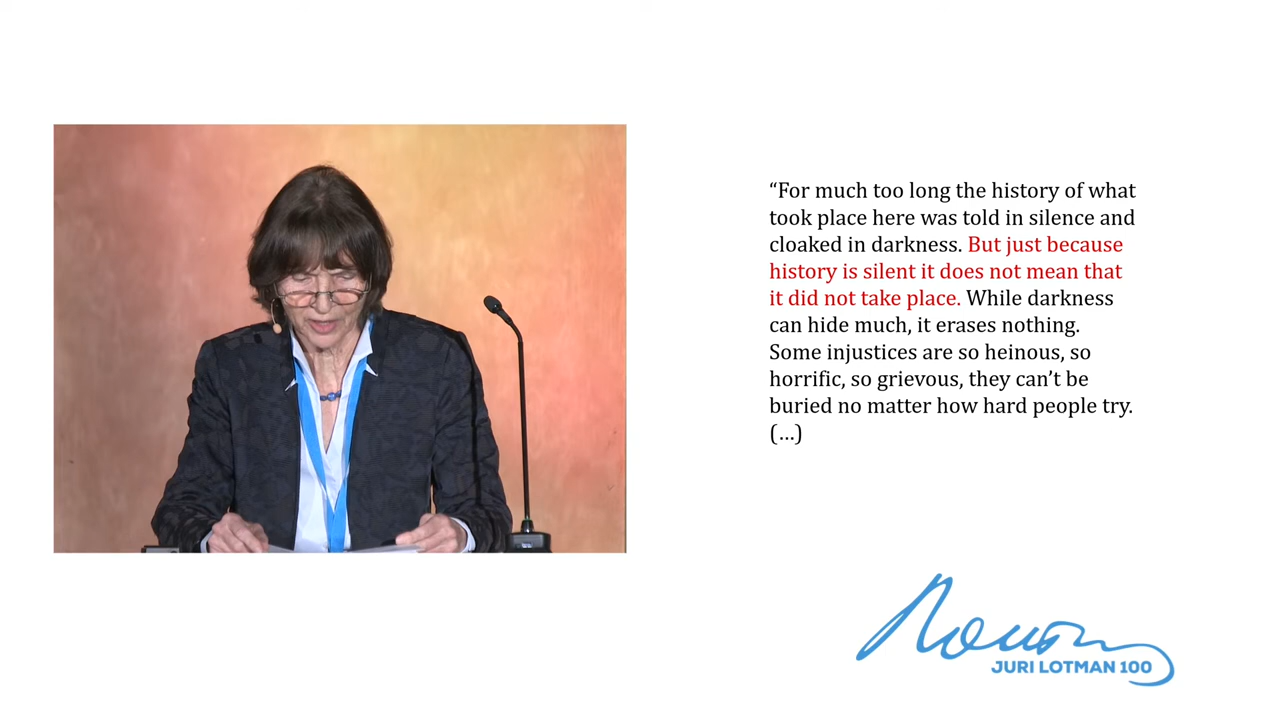 “For much too long the history of what
took place here was told in silence and
cloaked in darkness. But just because
history is silent it does not mean that
it did not take place. While darkness
can hide much, it erases nothing.
Some injustices are so heinous, so
horrific, so grievous, they can’t be
buried no matter how hard people try.
(…)
Лотман
JURI LOTMAN 100